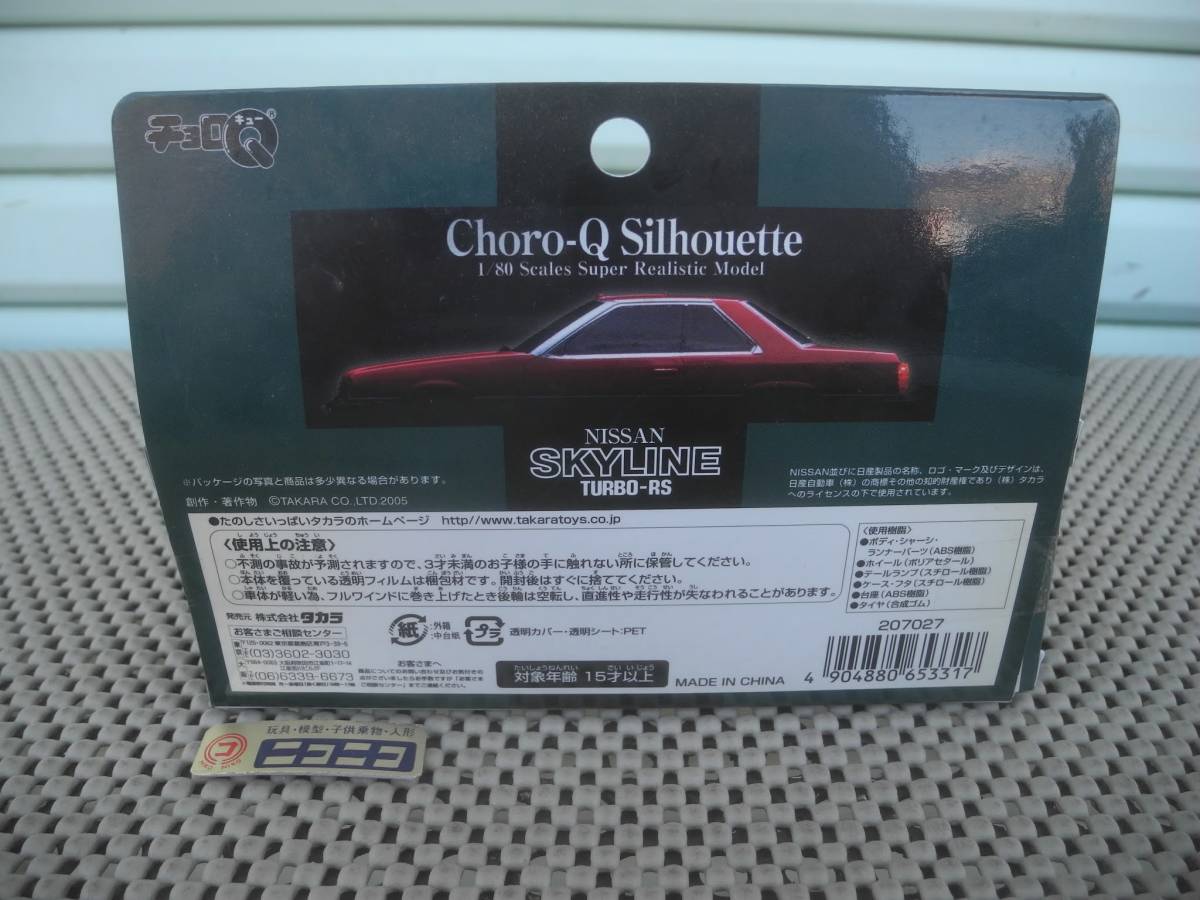 チョロQ キュー ®
Choro-Q Silhouette
1/80 Scales Super Realistic Model
NISSAN
SKYLINE
TURBO-RS
※パッケージの写真と商品は多少異なる場合があります。
創作・著作物 ©TAKARA CO.,LTD.2005
NISSAN並びに日産製品の名称、ロゴ・マーク及びデザインは、
日産自動車（株）の商標その他の知的財産権であり（株）タカラ
へのライセンスの下で使用されています。
●たのしさいっぱいタカラのホームページ http://www.takaratoys.co.jp
〈使用上の注意〉
○不測の事故が予測されますので、3才未満のお子様の手に触れない所に保管してください。
○本体を覆っている透明フィルムは梱包材です。開封後はすぐに捨ててください。
○車体が軽い為、フルワインドに巻き上げたとき後輪は空転し、直進性や走行性が失なわれることがあります。
〈使用樹脂〉
●ボディ・シャーシ・
ランナーパーツ(ABS樹脂)
●ホイール(ポリアセタール)
●テールランプ(スチロール樹脂)
●ケース・フタ(スチロール樹脂)
●台座(ABS樹脂)
●タイヤ(合成ゴム)
発売元 株式会社 タカラ
お客さまご相談センター
(03)3602-3030
(06)6339-6673
紙 :外箱
:中台紙
プラ 透明カバー・透明シート:PET
お客さまへ
対象年齢 15才以上
たいしょうねんれい さいいじょう
MADE IN CHINA
207027
4 904880 653317
玩具・模型・子供乗物・人形
コ ニコニコ